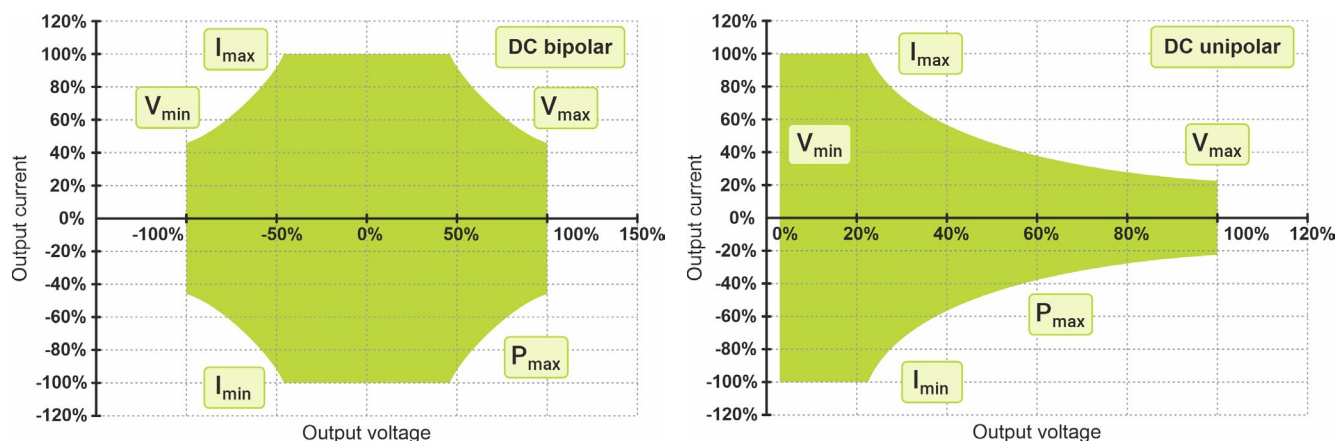 120%
100%
80%
60%
40%
20%
0%
-20%
-40%
-60%
-80%
-100%
-120%
Output current
Imax
DC bipolar
Vmin
Vmax
-100%
-50%
0%
50%
100%
150%
Imin
Pmax
Output voltage
120%
100%
80%
60%
40%
20%
0%
-20%
-40%
-60%
-80%
-100%
-120%
Output current
Imax
DC unipolar
Vmin
Vmax
0%
20%
40%
60%
80%
100%
120%
Pmax
Imin
Output voltage